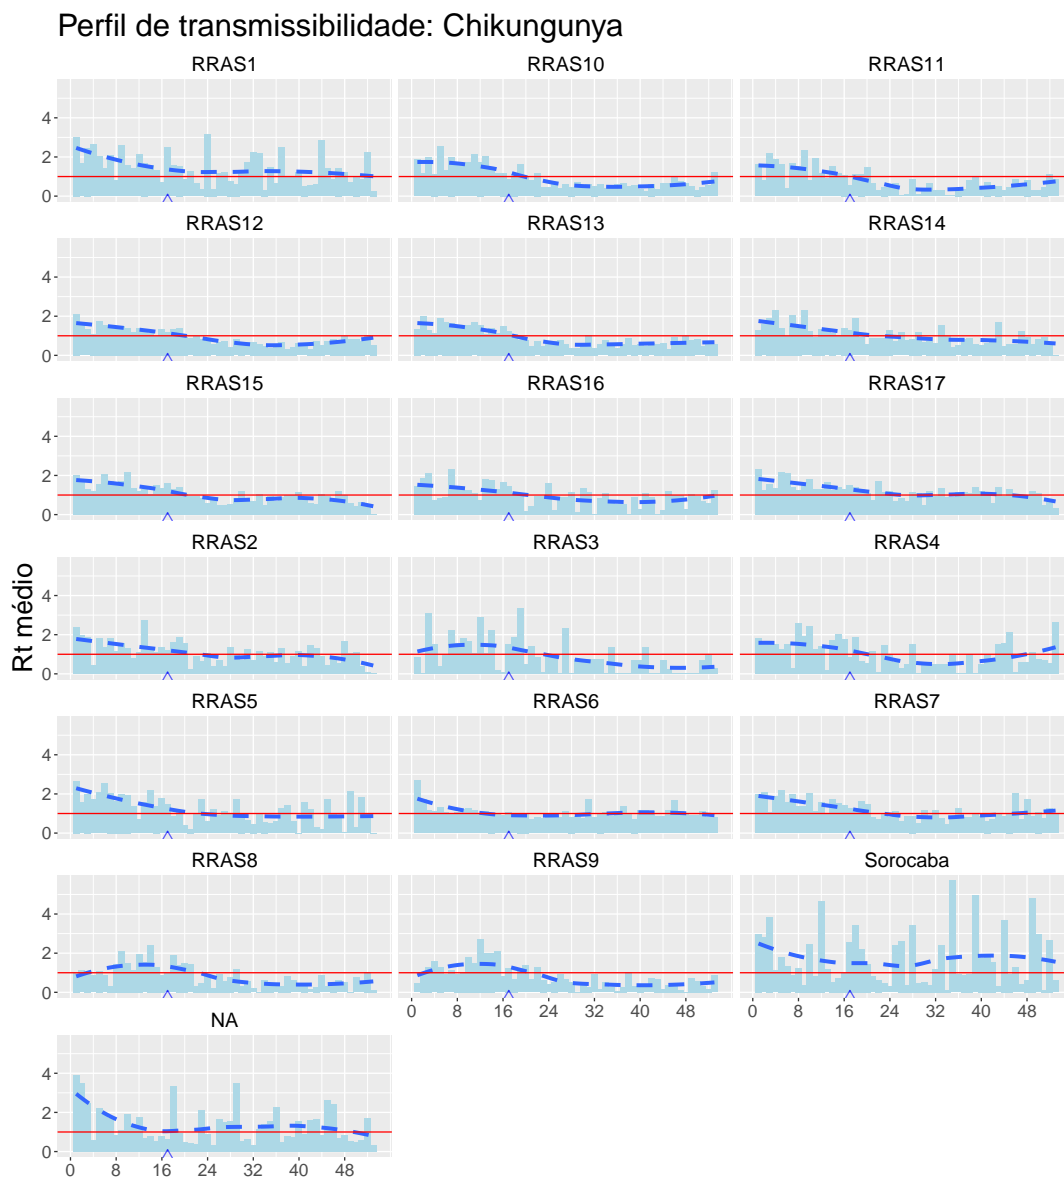 Perfil de transmissibilidade: Chikungunya
RRAS1 RRAS10 RRAS11
4
2
0
RRAS12 RRAS13 RRAS14
4
2
0
RRAS15 RRAS16 RRAS17
4
2
0
RRAS2 RRAS3 RRAS4
4
2
0
Rt médio
RRAS5 RRAS6 RRAS7
4
2
0
RRAS8 RRAS9 Sorocaba
4
2
0
0 8 16 24 32 40 48 0 8 16 24 32 40 48
NA
4
2
0
0 8 16 24 32 40 48